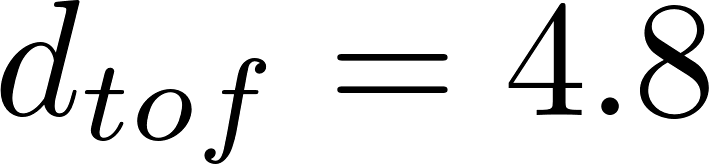 d_{tof} = 4.8